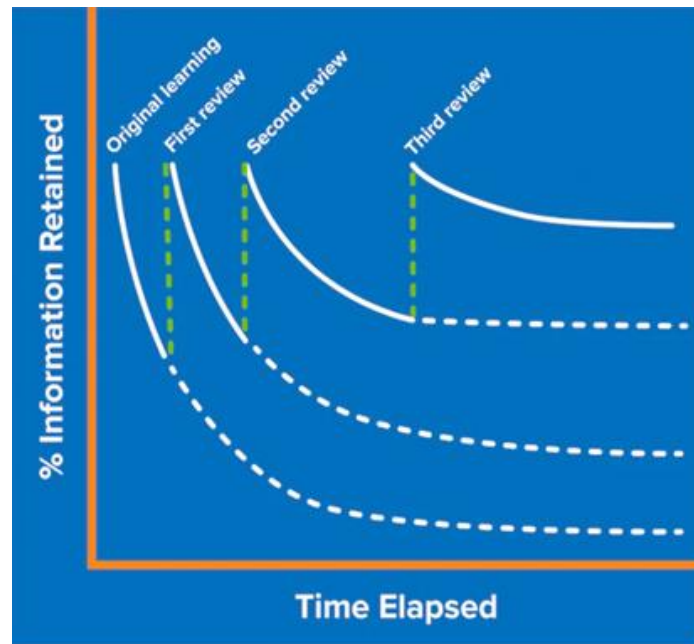 Original learning
First review
Second review
Third review
% Information Retained
Time Elapsed